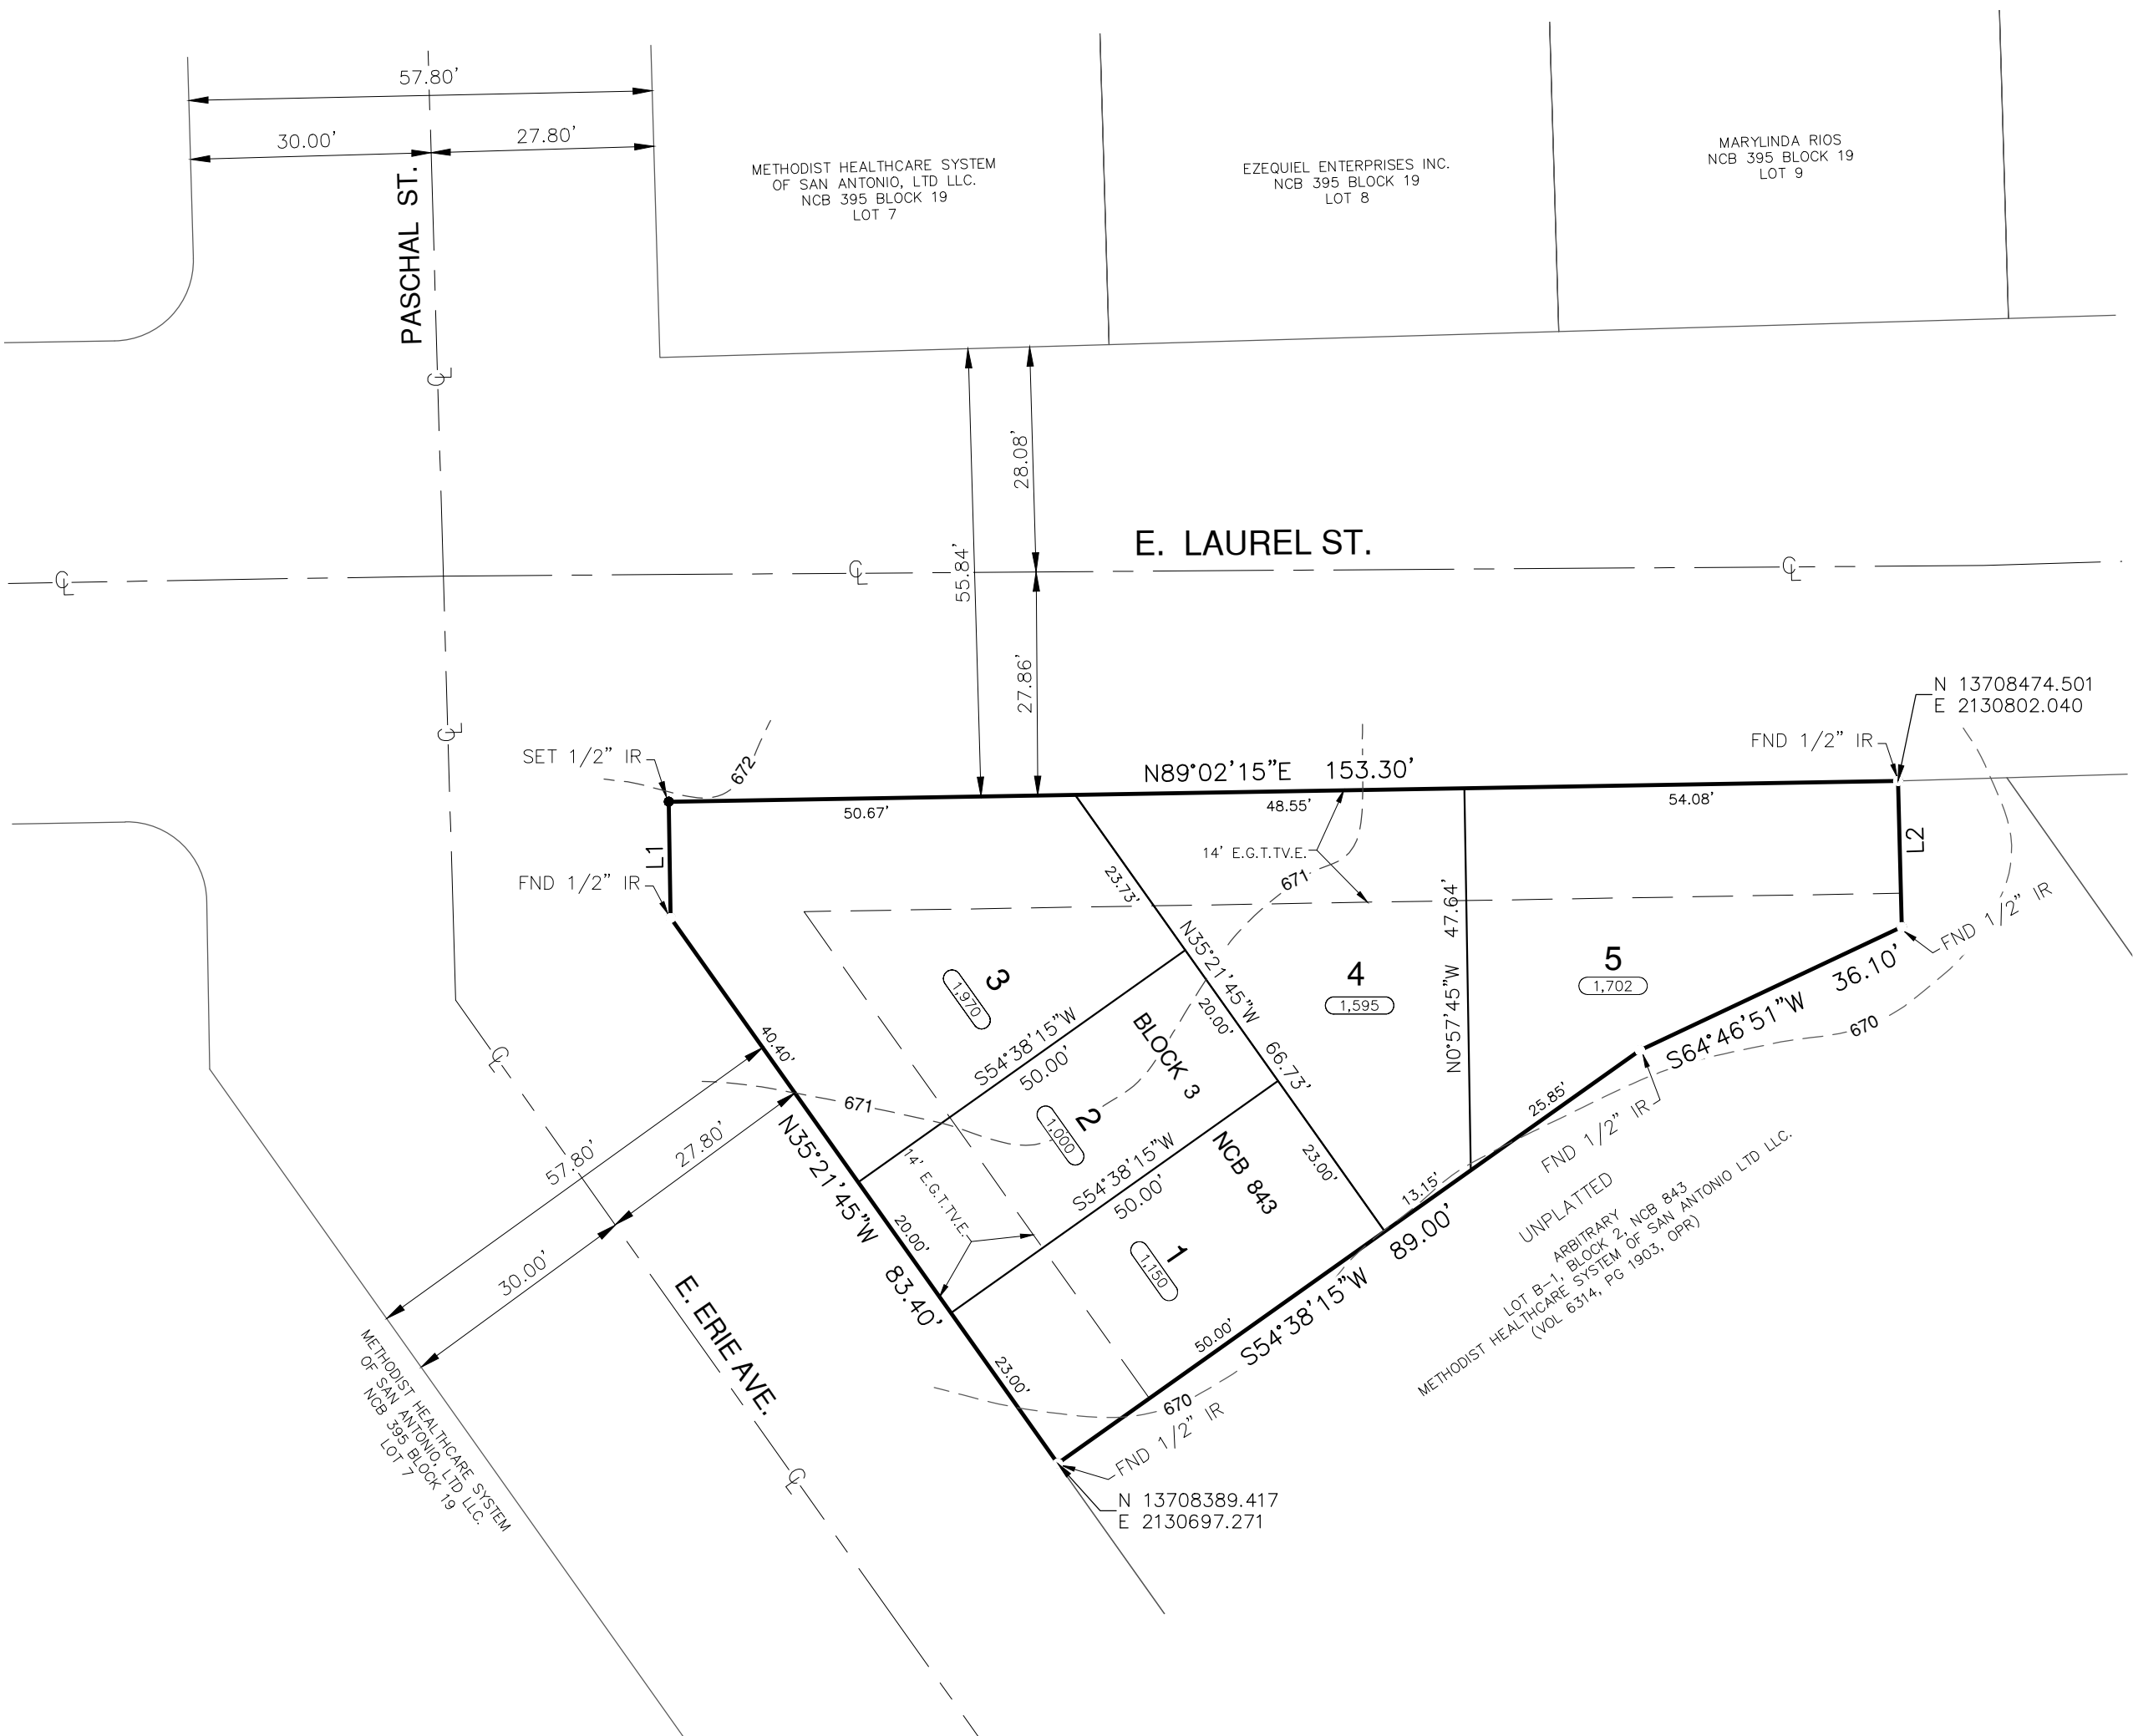 57.80'
30.00'
27.80'
PASCHAL ST.
METHODIST HEALTHCARE SYSTEM
OF SAN ANTONIO, LTD LLC.
NCB 395 BLOCK 19
LOT 7
EZEQUIEL ENTERPRISES INC.
NCB 395 BLOCK 19
LOT 8
MARYLINDA RIOS
NCB 395 BLOCK 19
LOT 9
℄
28.08'
55.84'
E. LAUREL ST.
℄
℄
℄
27.86'
℄
N 13708474.501
E 2130802.040
FND 1/2" IR
SET 1/2" IR
672
N89°02'15"E 153.30'
50.67'
48.55'
54.08'
L1
L2
FND 1/2" IR
14' E.G.T.TV.E.
671
23.73'
N35°21'45"W 66.73'
20.00'
23.00'
N0°57'45"W 47.64'
FND 1/2" IR
3
1,970
4
1,595
5
1,702
S64°46'51"W 36.10'
670
40.40'
S54°38'15"W
50.00'
BLOCK 3
671
2
1,000
25.85'
FND 1/2" IR
57.80'
27.80'
30.00'
℄
N35°21'45"W 83.40'
14' E.G.T.TV.E.
20.00'
S54°38'15"W
50.00'
NCB 843
1
1,150
13.15'
S54°38'15"W 89.00'
50.00'
23.00'
UNPLATTED
ARBITRARY
LOT B-1, BLOCK 2, NCB 843
METHODIST HEALTHCARE SYSTEM OF SAN ANTONIO LTD LLC.
(VOL 6314, PG 1903, OPR)
E. ERIE AVE.
METHODIST HEALTHCARE SYSTEM
OF SAN ANTONIO, LTD LLC.
NCB 395 BLOCK 19
LOT 7
670
FND 1/2" IR
℄
N 13708389.417
E 2130697.271